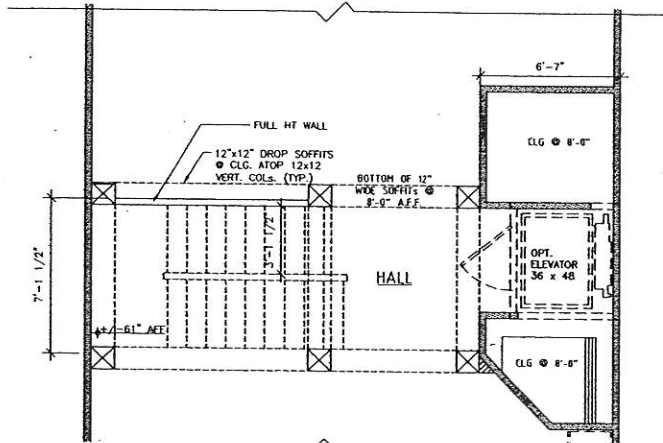 6'-7"
FULL HT WALL
CLG @ 8'-0"
12"x12" DROP SOFFITS
@ CLG. ATOP 12x12
VERT. COLs. (TYP.)
BOTTOM OF 12"
WIDE SOFFITs @
8'-0" A.F.F.
7'-1 1/2"
3'-1 1/2"
HALL
OPT.
ELEVATOR
36 x 48
+/-61" AFF
CLG @ 8'-0"